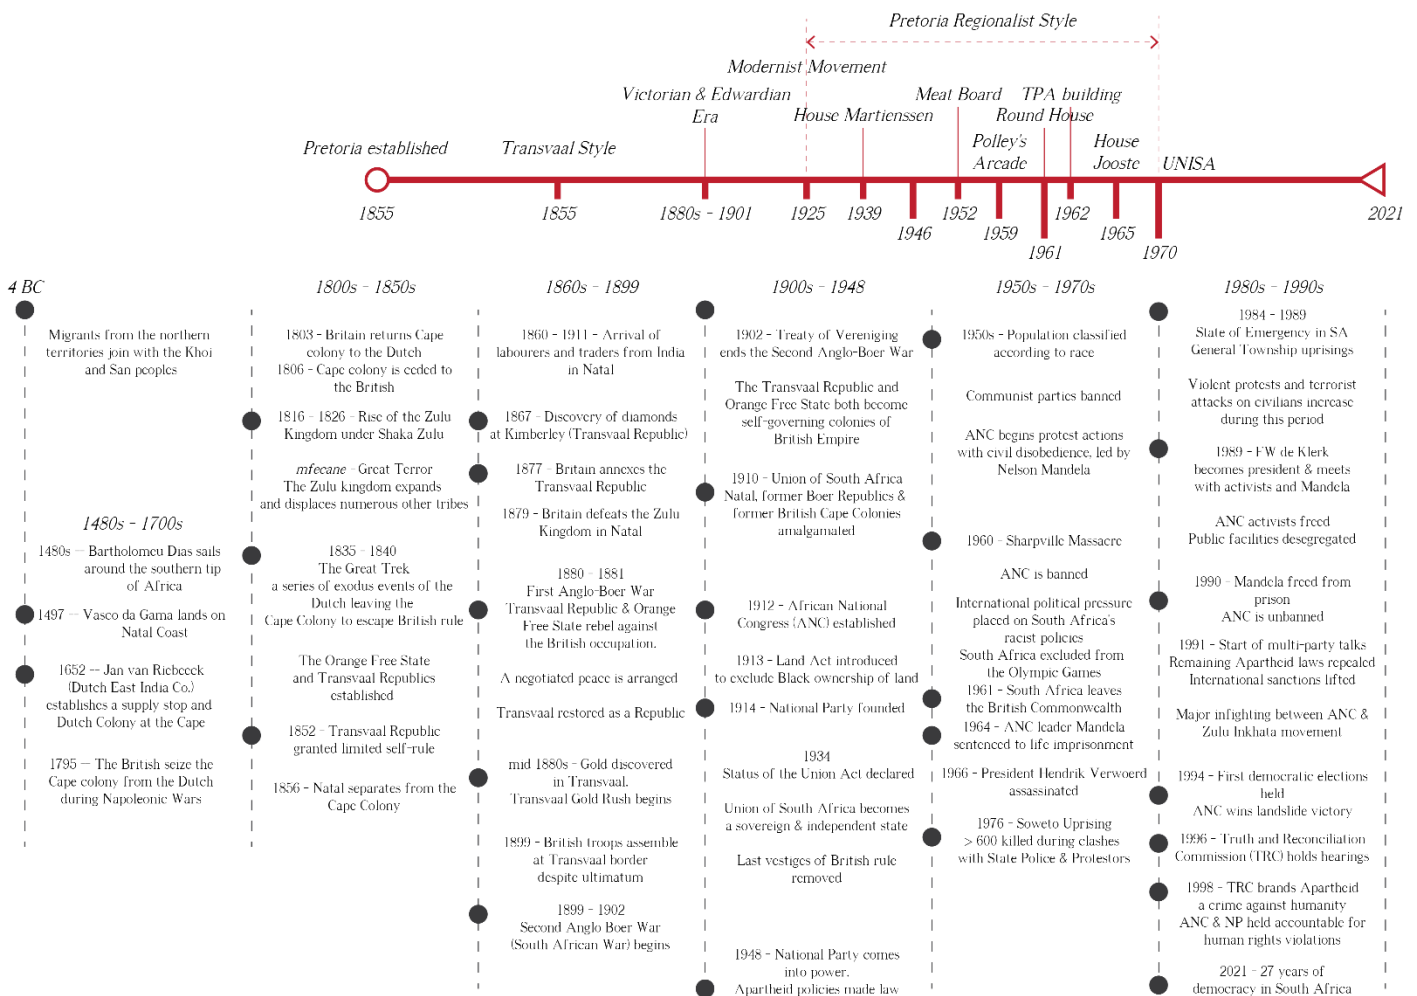 Pretoria Regionalist Style
Modernist Movement
Victorian & Edwardian
Era
Meat Board
TPA building
House Martienssen
Round House
Pretoria established
Transvaal Style
Polley's
Arcade
House
Jooste
UNISA
1855
1855
1880s - 1901
1925
1939
1946
1952
1959
1961
1962
1965
1970
2021
4 BC
Migrants from the northern
territories join with the Khoi
and San peoples
1480s - 1700s
1480s — Bartholomeu Dias sails
around the southern tip
of Africa
1497 — Vasco da Gama lands on
Natal Coast
1652 -- Jan van Riebeeck
(Dutch East India Co.)
establishes a supply stop and
Dutch Colony at the Cape
1795 — The British seize the
Cape colony from the Dutch
during Napoleonic Wars
1800s - 1850s
1803 - Britain returns Cape
colony to the Dutch
1806 - Cape colony is ceded to
the British
1816 - 1826 - Rise of the Zulu
Kingdom under Shaka Zulu
mfecane - Great Terror
The Zulu kingdom expands
and displaces numerous other tribes
1835 - 1840
The Great Trek
a series of exodus events of the
Dutch leaving the
Cape Colony to escape British rule
The Orange Free State
and Transvaal Republics
established
1852 - Transvaal Republic
granted limited self-rule
1856 - Natal separates from the
Cape Colony
1860s - 1899
1860 - 1911 - Arrival of
labourers and traders from India
in Natal
1867 - Discovery of diamonds
at Kimberley (Transvaal Republic)
1877 - Britain annexes the
Transvaal Republic
1879 - Britain defeats the Zulu
Kingdom in Natal
1880 - 1881
First Anglo-Boer War
Transvaal Republic & Orange
Free State rebel against
the British occupation.
A negotiated peace is arranged
Transvaal restored as a Republic
mid 1880s - Gold discovered
in Transvaal.
Transvaal Gold Rush begins
1899 - British troops assemble
at Transvaal border
despite ultimatum
1899 - 1902
Second Anglo Boer War
(South African War) begins
1900s - 1948
1902 - Treaty of Vereniging
ends the Second Anglo-Boer War
The Transvaal Republic and
Orange Free State both become
self-governing colonies of
British Empire
1910 - Union of South Africa
Natal, former Boer Republics &
former British Cape Colonies
amalgamated
1912 - African National
Congress (ANC) established
1913 - Land Act introduced
to exclude Black ownership of land
1914 - National Party founded
1934
Status of the Union Act declared
Union of South Africa becomes
a sovereign & independent state
Last vestiges of British rule
removed
1948 - National Party comes
into power.
Apartheid policies made law
1950s - 1970s
1950s - Population classified
according to race
Communist parties banned
ANC begins protest actions
with civil disobedience, led by
Nelson Mandela
1960 - Sharpville Massacre
ANC is banned
International political pressure
placed on South Africa's
racist policies
South Africa excluded from
the Olympic Games
1961 - South Africa leaves
the British Commonwealth
1964 - ANC leader Mandela
sentenced to life imprisonment
1966 - President Hendrik Verwoerd
assassinated
1976 - Soweto Uprising
> 600 killed during clashes
with State Police & Protestors
1980s - 1990s
1984 - 1989
State of Emergency in SA
General Township uprisings
Violent protests and terrorist
attacks on civilians increase
during this period
1989 - FW de Klerk
becomes president & meets
with activists and Mandela
ANC activists freed
Public facilities desegregated
1990 - Mandela freed from
prison
ANC is unbanned
1991 - Start of multi-party talks
Remaining Apartheid laws repealed
International sanctions lifted
Major infighting between ANC &
Zulu Inkhata movement
1994 - First democratic elections
held
ANC wins landslide victory
1996 - Truth and Reconciliation
Commission (TRC) holds hearings
1998 - TRC brands Apartheid
a crime against humanity
ANC & NP held accountable for
human rights violations
2021 - 27 years of
democracy in South Africa